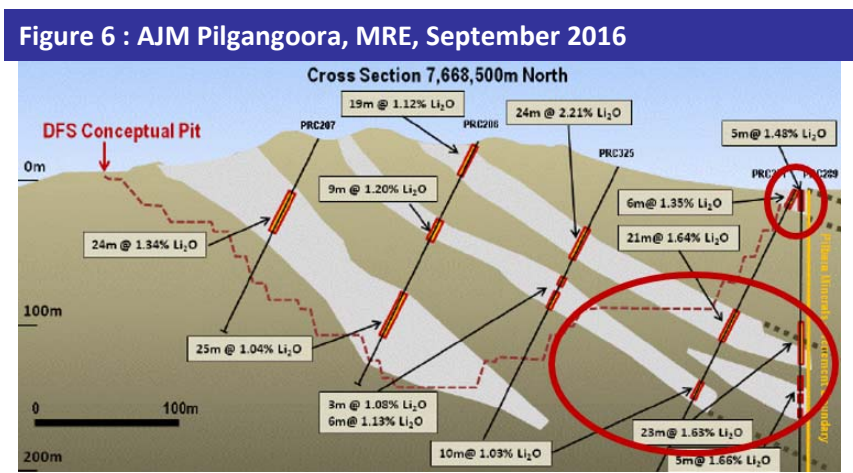 Figure 6 : AJM Pilgangoora, MRE, September 2016
Cross Section 7,668,500m North
19m @ 1.12% Li₂O
24m @ 2.21% Li₂O
5m @ 1.48% Li₂O
DFS Conceptual Pit
PRC207
PRC206
PRC325
0m
9m @ 1.20% Li₂O
6m@ 1.35% Li₂O
24m @ 1.34% Li₂O
21m @ 1.64% Li₂O
Pilbara Minerals Tenement Boundary
100m
25m @ 1.04% Li₂O
0 100m
3m @ 1.08% Li₂O
6m@ 1.13% Li₂O
10m@ 1.03% Li₂O
23m @ 1.63% Li₂O
5m @ 1.66% Li₂O
200m